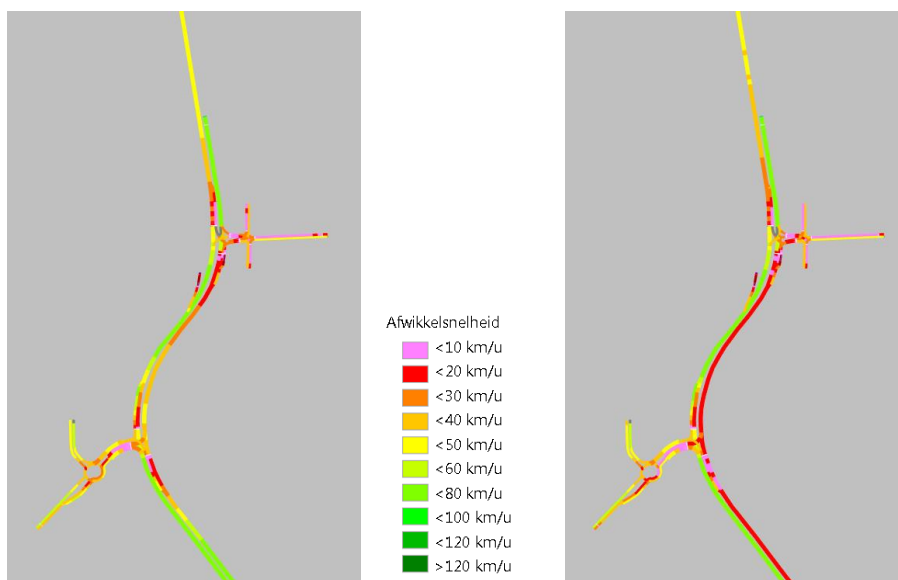 Afwikkelsnelheid
<10 km/u
<20 km/u
<30 km/u
<40 km/u
<50 km/u
<60 km/u
<80 km/u
<100 km/u
<120 km/u
>120 km/u